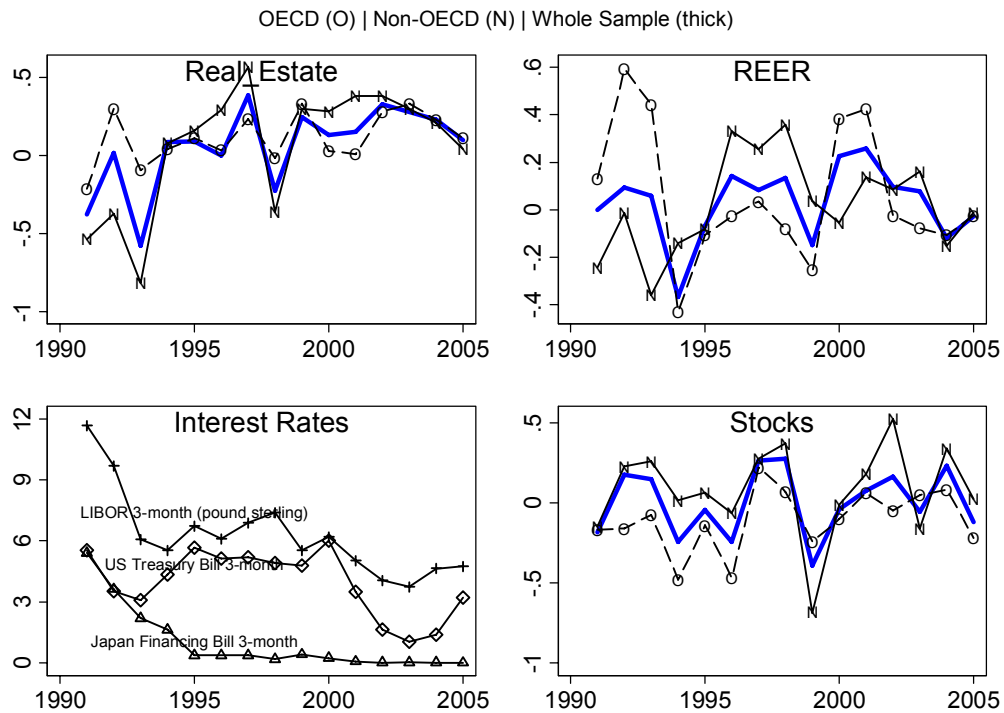 OECD (O) | Non-OECD (N) | Whole Sample (thick)
Real Estate
.5
0
-.5
-1
1990 1995 2000 2005
REER
.6
.4
.2
0
-.2
-.4
1990 1995 2000 2005
Interest Rates
12
9
6
3
0
LIBOR 3-month (pound sterling)
US Treasury Bill 3-month
Japan Financing Bill 3-month
1990 1995 2000 2005
Stocks
.5
0
-.5
-1
1990 1995 2000 2005